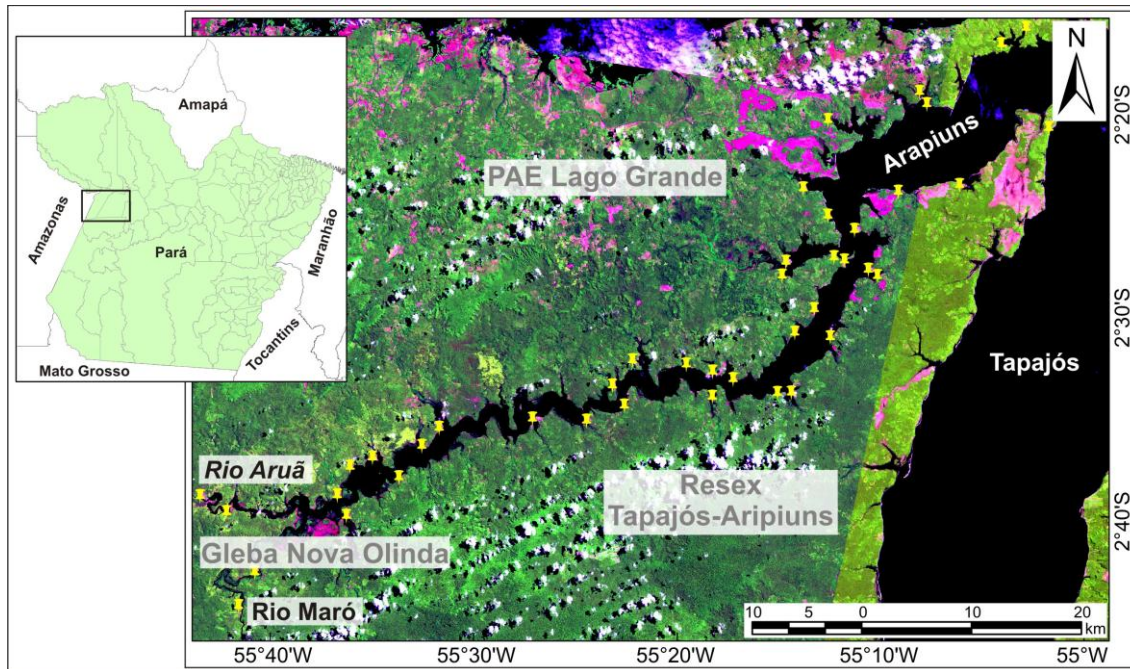 Amapá
Amazonas
Pará
Maranhão
Tocantins
Mato Grosso
N
PAE Lago Grande
Arapiuns
Tapajós
Rio Aruã
Gleba Nova Olinda
Rio Maró
Resex
Tapajós-Aripiuns
2°20'S
2°30'S
2°40'S
10 0 10 20
km
55°40'W 55°30'W 55°20'W 55°10'W 55°W